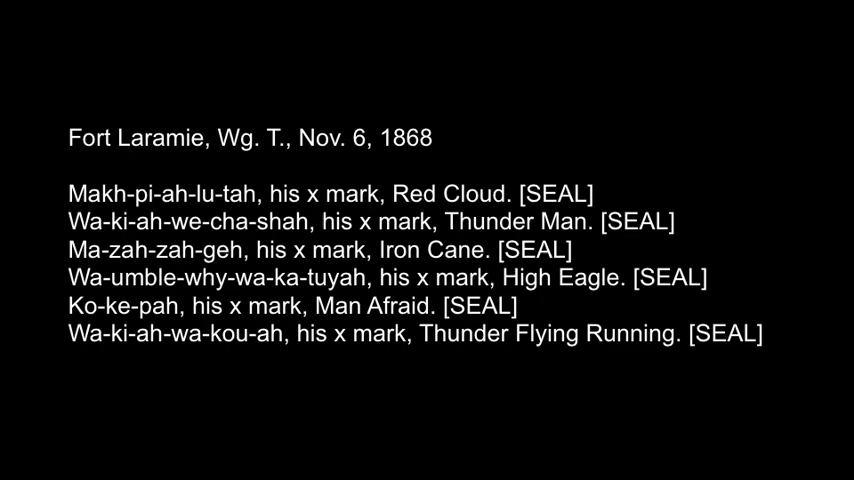 Fort Laramie, Wg. T., Nov. 6, 1868
Makh-pi-ah-lu-tah, his x mark, Red Cloud. [SEAL]
Wa-ki-ah-we-cha-shah, his x mark, Thunder Man. [SEAL]
Ma-zah-zah-geh, his x mark, Iron Cane. [SEAL]
Wa-umble-why-wa-ka-tuyah, his x mark, High Eagle. [SEAL]
Ko-ke-pah, his x mark, Man Afraid. [SEAL]
Wa-ki-ah-wa-kou-ah, his x mark, Thunder Flying Running. [SEAL]